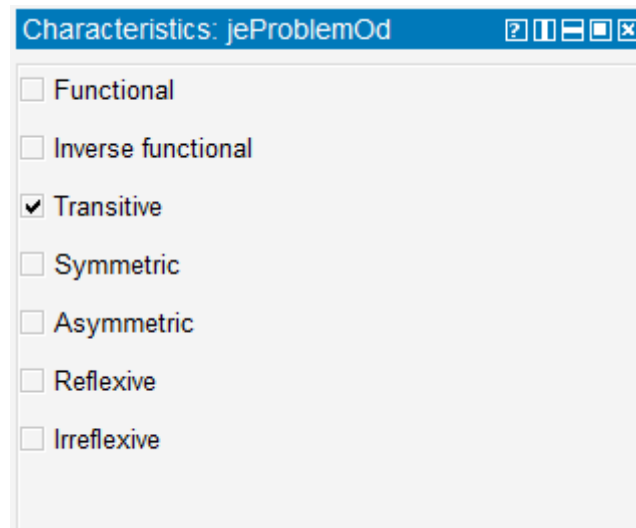 Characteristics: jeProblemOd
Functional
Inverse functional
Transitive
Symmetric
Asymmetric
Reflexive
Irreflexive